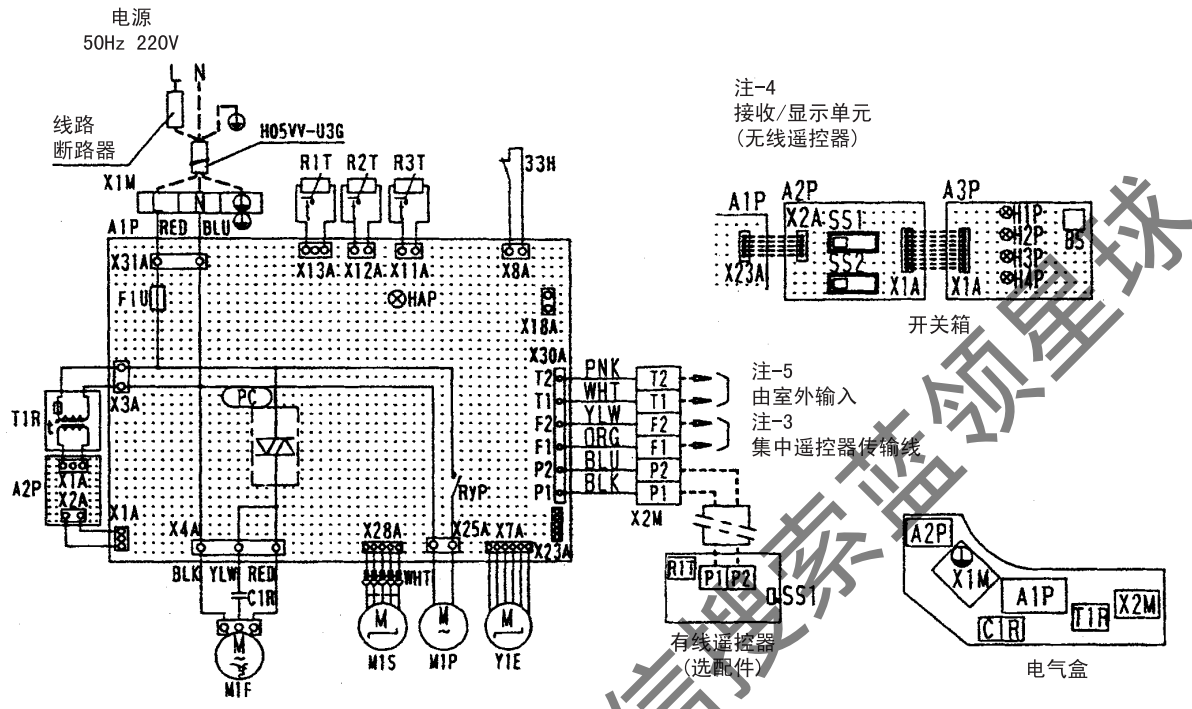 电源
50Hz 220V
L N
线路
断路器
H05VV-U3G
X1M
N
A1P RED BLU
R1T R2T R3T
33H
X31A
X13A X12A X11A
X8A
F1U
HAP
X18A
X30A
X3A
PC
T1R
t°
A2P
X1A
X2A
X1A
X4A
RyP
X28A X25A X7A
X23A
BLK YLW RED
WHT
C1R
M
~
M1F
M
M1S
M
~
M1P
M
Y1E
T2 PNK T2
T1 WHT T1
F2 YLW F2
F1 ORG F1
P2 BLU P2
P1 BLK P1
X2M
注-5
由室外输入
注-3
集中遥控器传输线
R1T
P1 P2
SS1
有线遥控器
(选配件)
注-4
接收/显示单元
(无线遥控器)
A1P
A2P
A3P
X2A
SS1
SS2
X23A
X1A
X1A
H1P
H2P
H3P
H4P
BS
开关箱
A2P
X1M
A1P
C1R
T1R
X2M
电气盒
信搜索蓝领星球